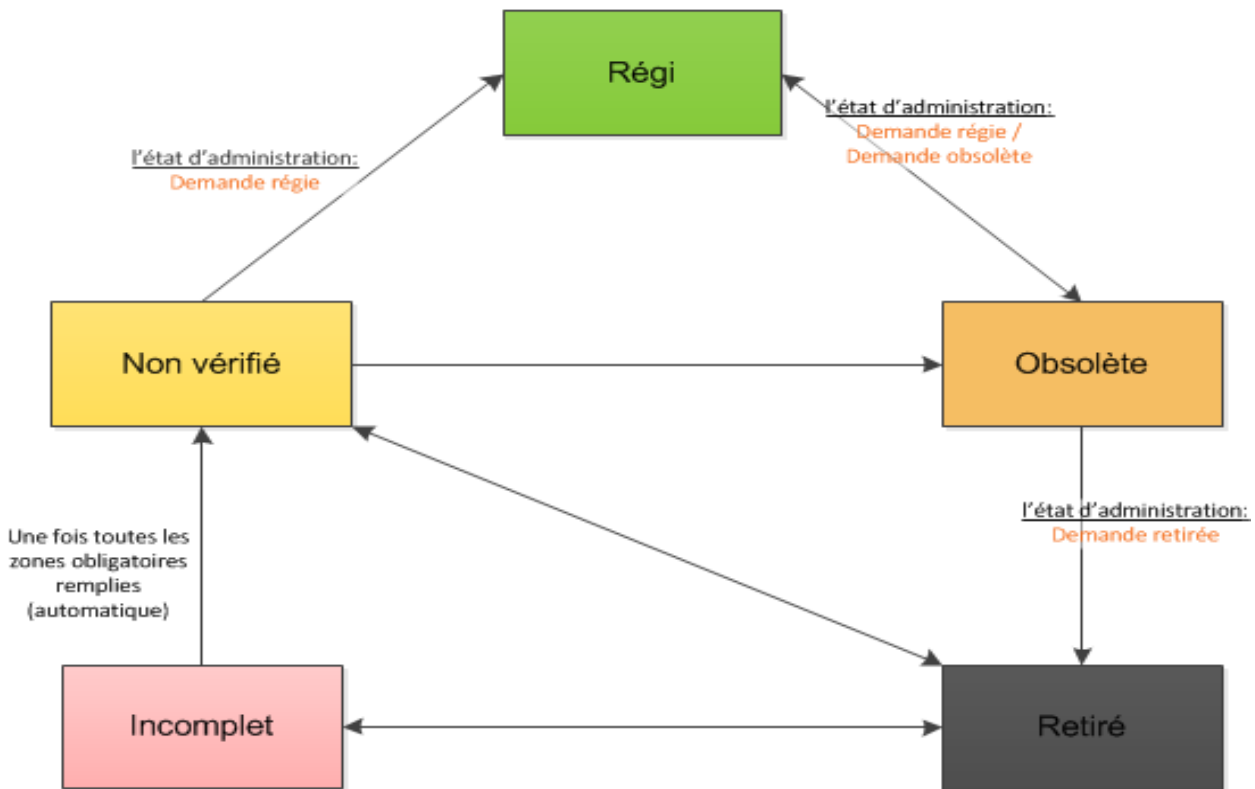 Régi
l'état d'administration:
Demande régie /
Demande obsolète
l'état d'administration:
Demande régie
Non vérifié
Obsolète
Une fois toutes les
zones obligatoires
remplies
(automatique)
l'état d'administration:
Demande retirée
Incomplet
Retiré